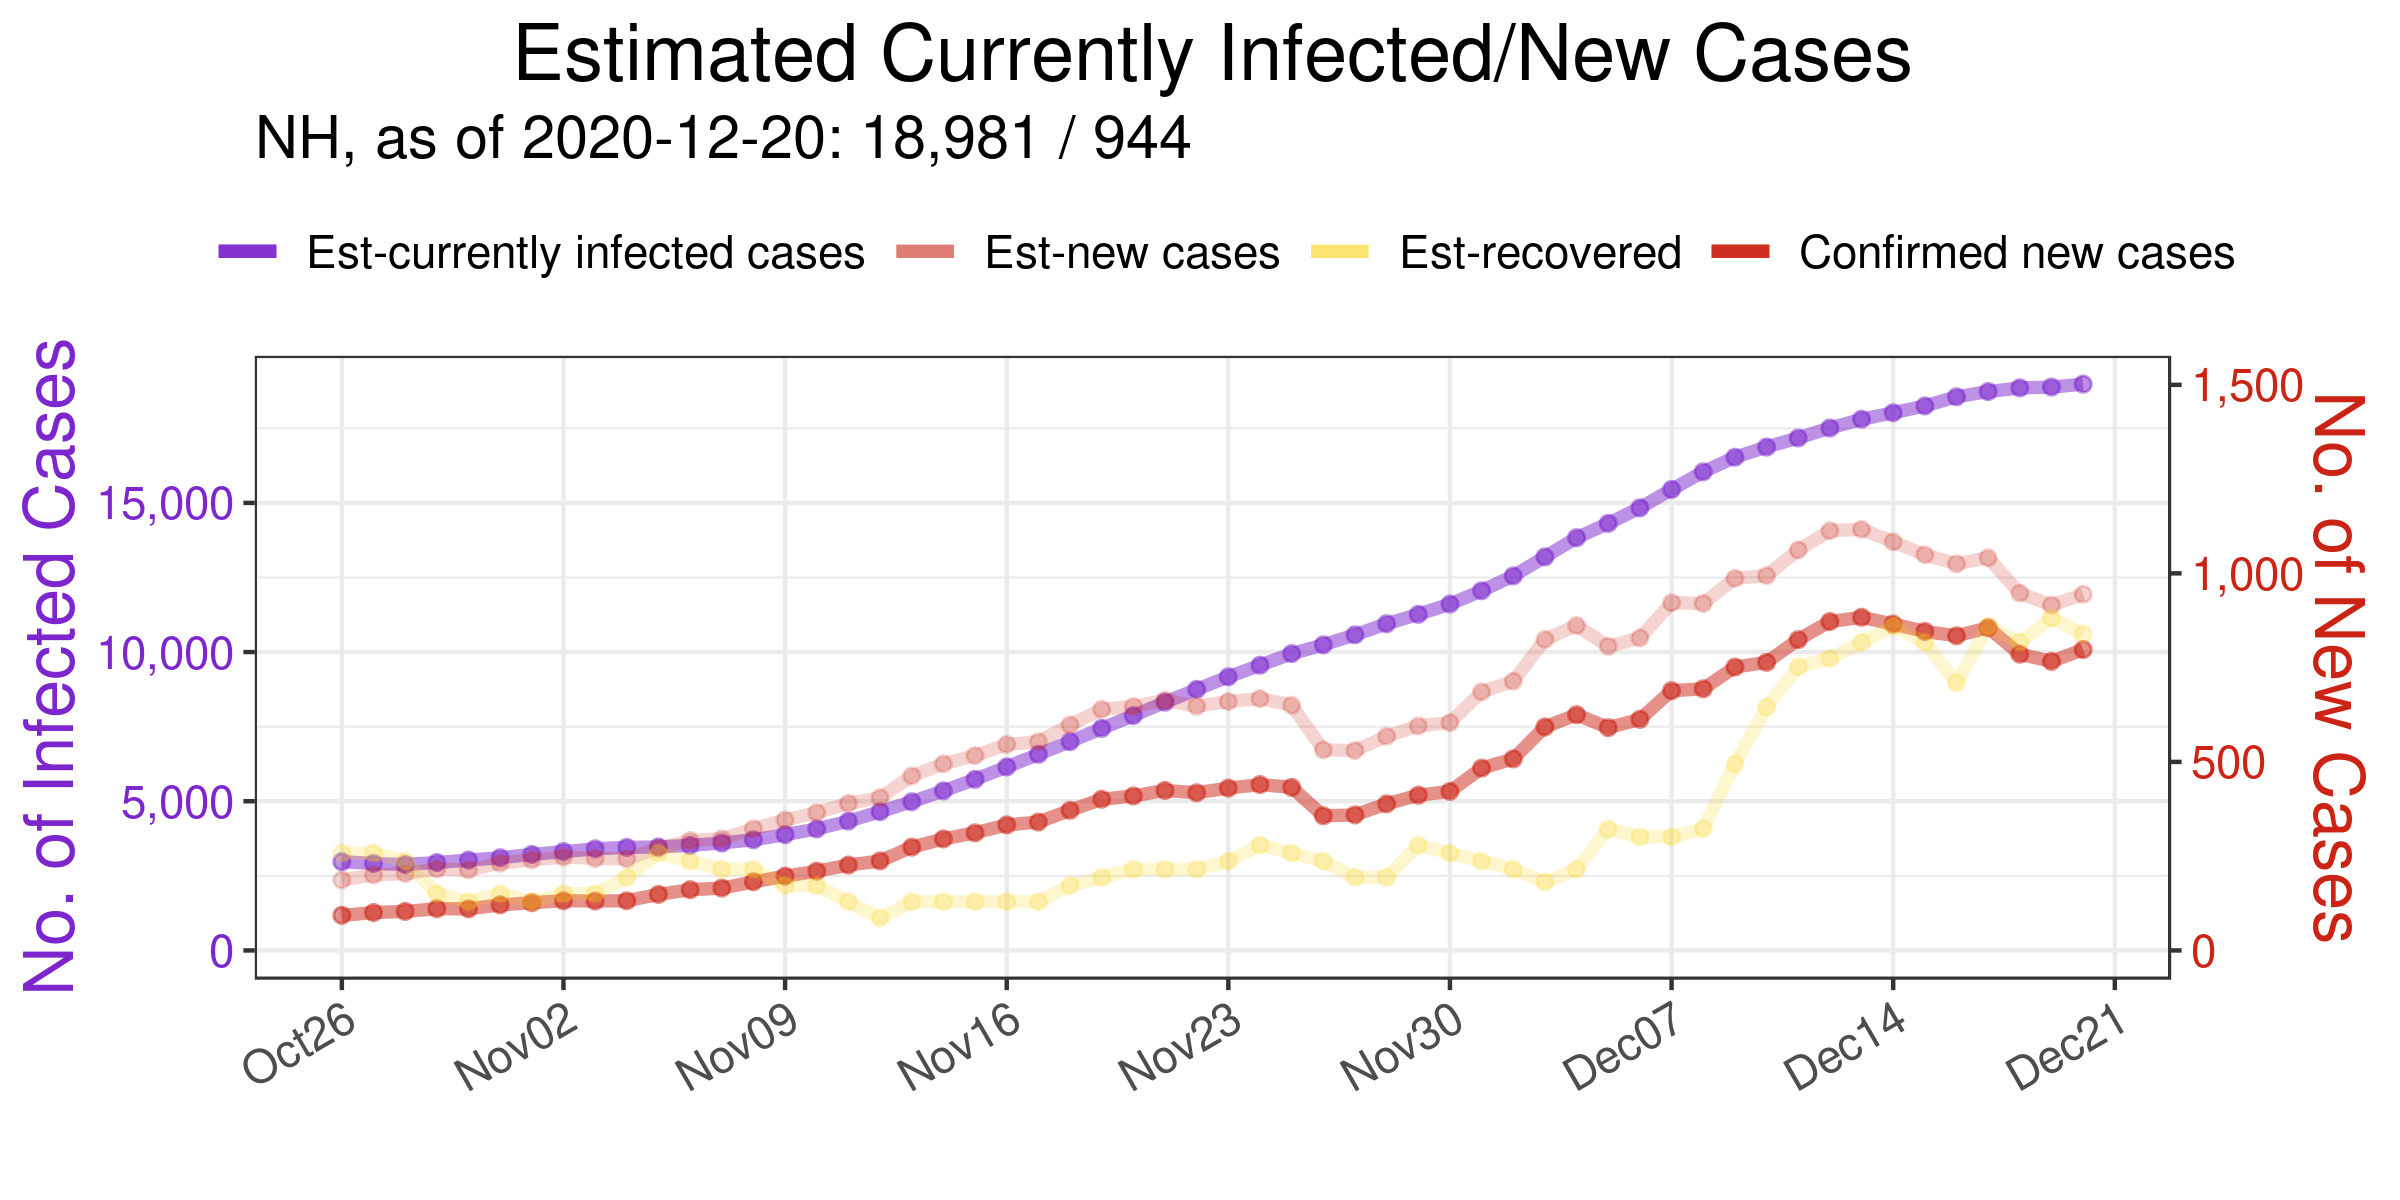 Estimated Currently Infected/New Cases
NH, as of 2020-12-20: 18,981 / 944
Est-currently infected cases Est-new cases Est-recovered Confirmed new cases
No. of Infected Cases
15,000
10,000
5,000
0
1,500
1,000
500
0
No. of New Cases
Oct26 Nov02 Nov09 Nov16 Nov23 Nov30 Dec07 Dec14 Dec21